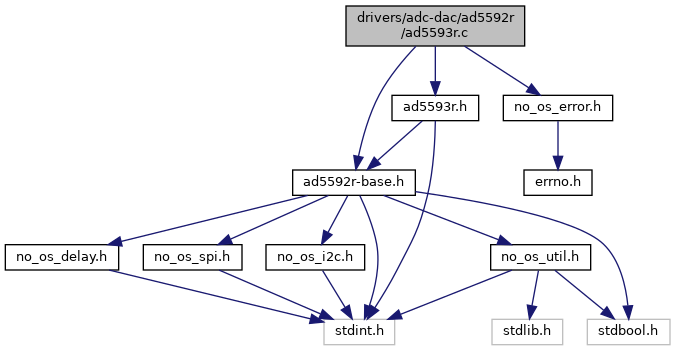 drivers/adc-dac/ad5592r
/ad5593r.c
ad5593r.h
no_os_error.h
ad5592r-base.h
errno.h
no_os_delay.h
no_os_spi.h
no_os_i2c.h
no_os_util.h
stdint.h
stdlib.h
stdbool.h